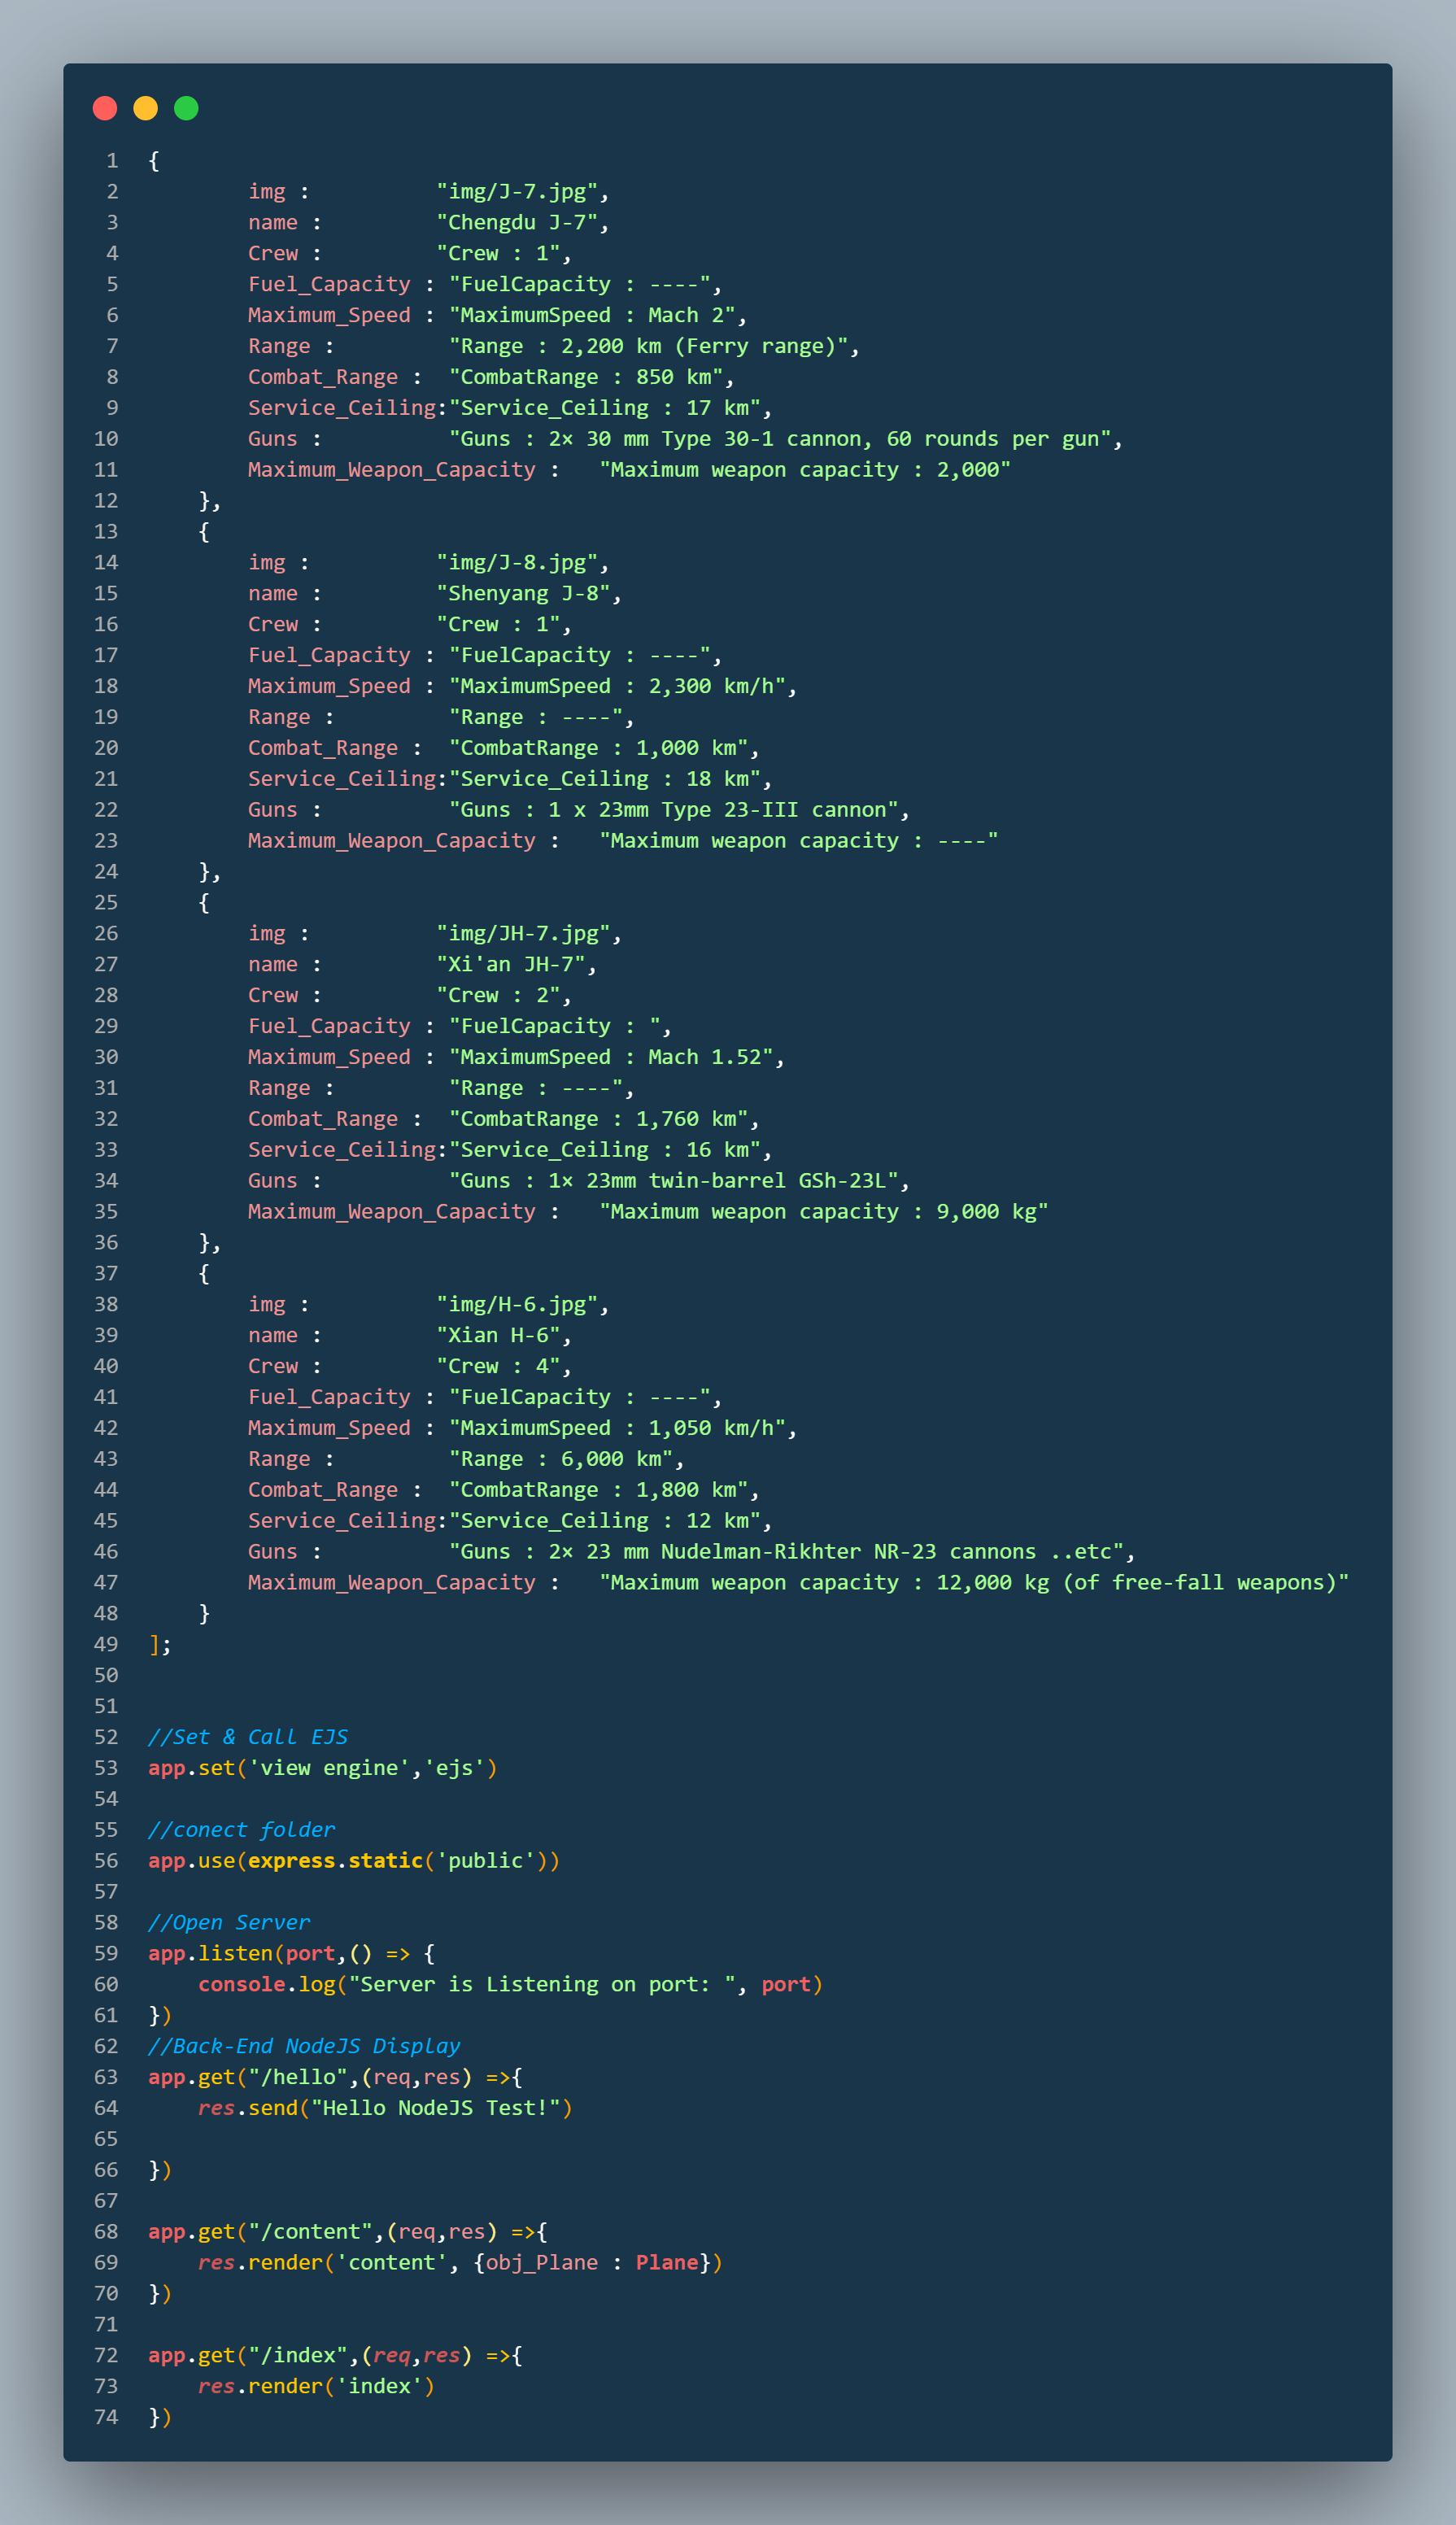 1 {
2         img :          "img/J-7.jpg",
3         name :         "Chengdu J-7",
4         Crew :         "Crew : 1",
5         Fuel_Capacity : "FuelCapacity : ----",
6         Maximum_Speed : "MaximumSpeed : Mach 2",
7         Range :         "Range : 2,200 km (Ferry range)",
8         Combat_Range :  "CombatRange : 850 km",
9         Service_Ceiling:"Service_Ceiling : 17 km",
10         Guns :          "Guns : 2× 30 mm Type 30-1 cannon, 60 rounds per gun",
11         Maximum_Weapon_Capacity :   "Maximum weapon capacity : 2,000"
12     },
13     {
14         img :          "img/J-8.jpg",
15         name :         "Shenyang J-8",
16         Crew :         "Crew : 1",
17         Fuel_Capacity : "FuelCapacity : ----",
18         Maximum_Speed : "MaximumSpeed : 2,300 km/h",
19         Range :         "Range : ----",
20         Combat_Range :  "CombatRange : 1,000 km",
21         Service_Ceiling:"Service_Ceiling : 18 km",
22         Guns :          "Guns : 1 x 23mm Type 23-III cannon",
23         Maximum_Weapon_Capacity :   "Maximum weapon capacity : ----"
24     },
25     {
26         img :          "img/JH-7.jpg",
27         name :         "Xi'an JH-7",
28         Crew :         "Crew : 2",
29         Fuel_Capacity : "FuelCapacity : ",
30         Maximum_Speed : "MaximumSpeed : Mach 1.52",
31         Range :         "Range : ----",
32         Combat_Range :  "CombatRange : 1,760 km",
33         Service_Ceiling:"Service_Ceiling : 16 km",
34         Guns :          "Guns : 1× 23mm twin-barrel GSh-23L",
35         Maximum_Weapon_Capacity :   "Maximum weapon capacity : 9,000 kg"
36     },
37     {
38         img :          "img/H-6.jpg",
39         name :         "Xian H-6",
40         Crew :         "Crew : 4",
41         Fuel_Capacity : "FuelCapacity : ----",
42         Maximum_Speed : "MaximumSpeed : 1,050 km/h",
43         Range :         "Range : 6,000 km",
44         Combat_Range :  "CombatRange : 1,800 km",
45         Service_Ceiling:"Service_Ceiling : 12 km",
46         Guns :          "Guns : 2× 23 mm Nudelman-Rikhter NR-23 cannons ..etc",
47         Maximum_Weapon_Capacity :   "Maximum weapon capacity : 12,000 kg (of free-fall weapons)"
48     }
49 ];
50
51
52 //Set & Call EJS
53 app.set('view engine','ejs')
54
55 //conect folder
56 app.use(express.static('public'))
57
58 //Open Server
59 app.listen(port,() => {
60     console.log("Server is Listening on port: ", port)
61 })
62 //Back-End NodeJS Display
63 app.get("/hello",(req,res) =>{
64     res.send("Hello NodeJS Test!")
65
66 })
67
68 app.get("/content",(req,res) =>{
69     res.render('content', {obj_Plane : Plane})
70 })
71
72 app.get("/index",(req,res) =>{
73     res.render('index')
74 })